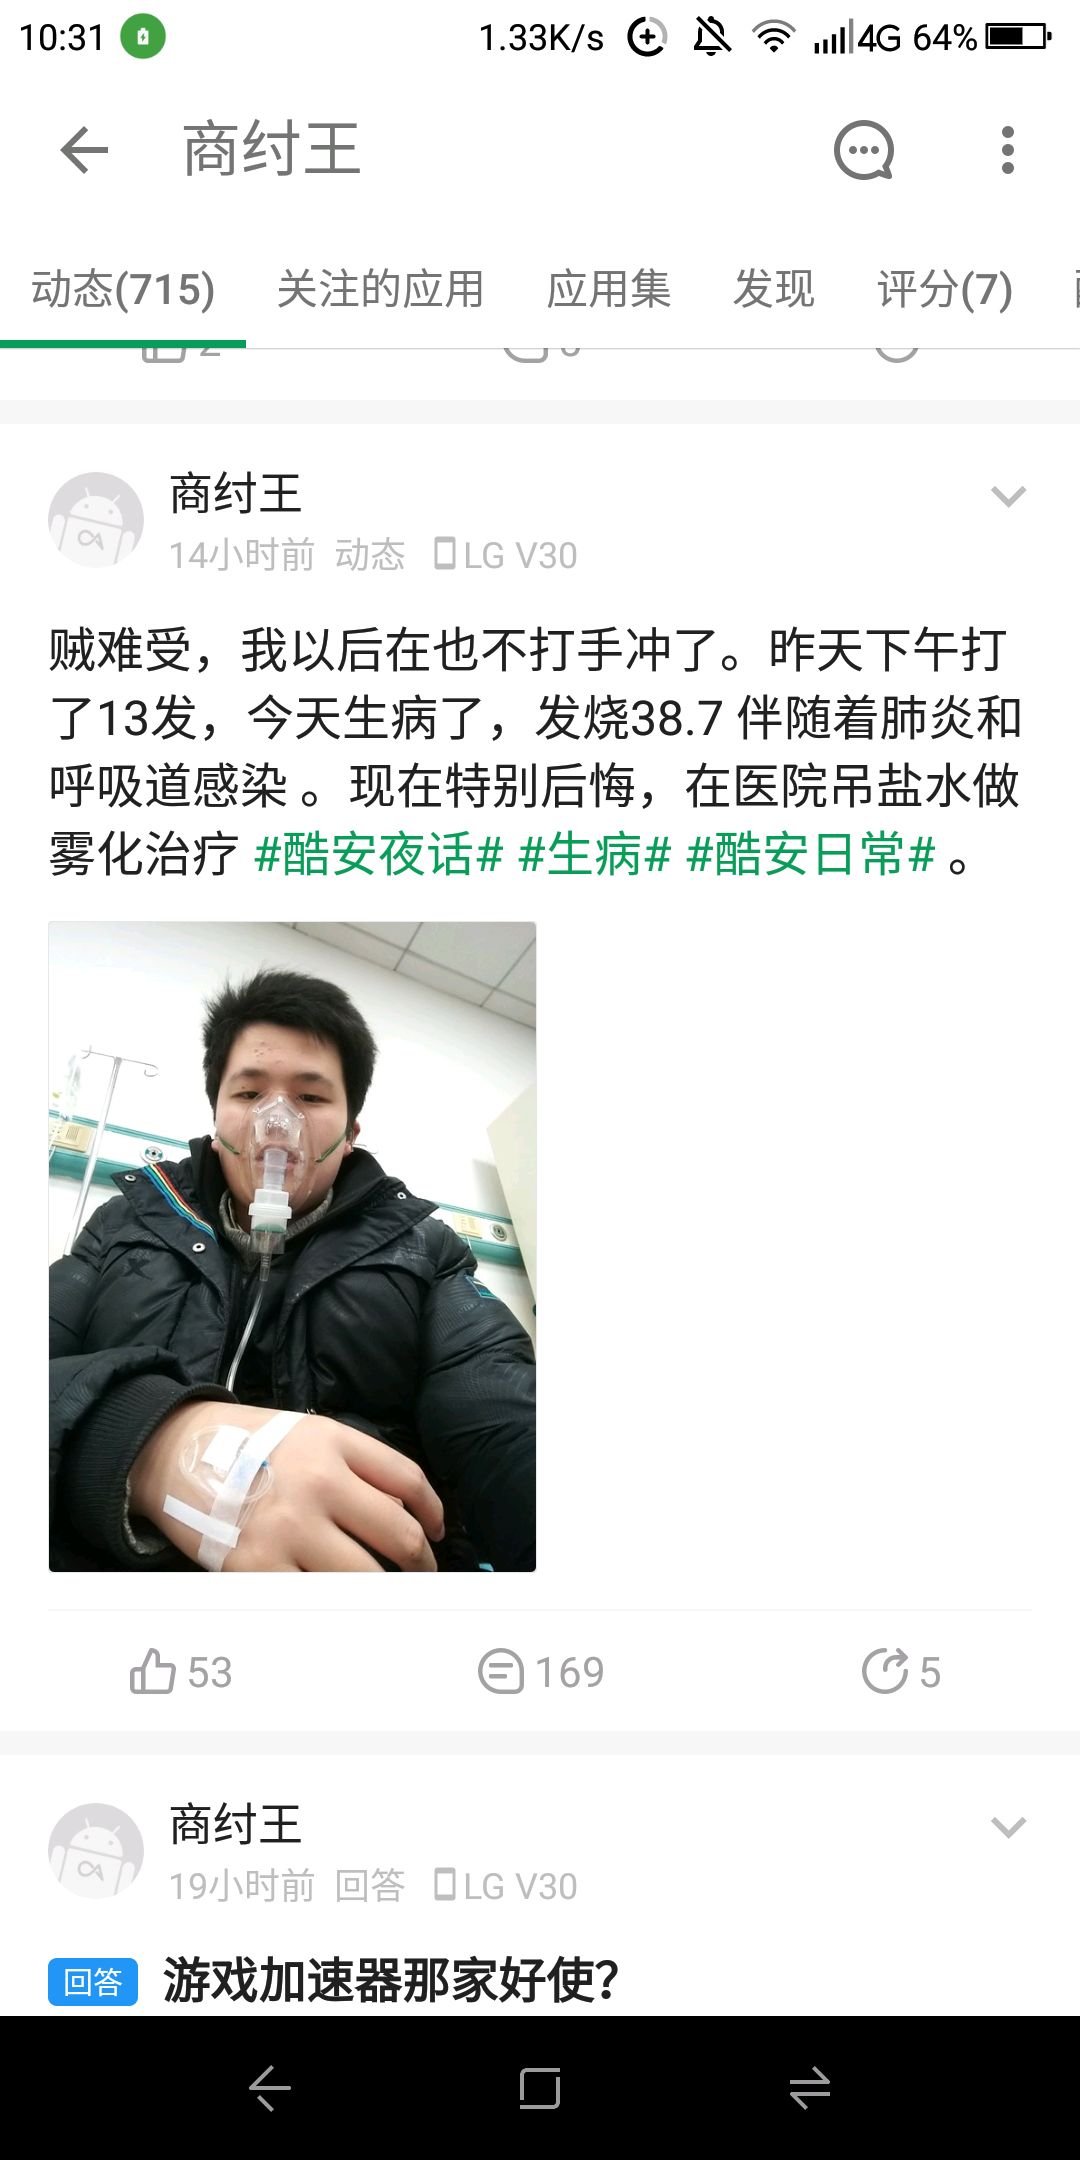 10:31 1.33K/s 4G 64%
商纣王
动态(715) 关注的应用 应用集 发现 评分(7)
商纣王
14小时前 动态 LG V30
贼难受，我以后在也不打手冲了。昨天下午打
了13发，今天生病了，发烧38.7 伴随着肺炎和
呼吸道感染 。现在特别后悔，在医院吊盐水做
雾化治疗 #酷安夜话# #生病# #酷安日常# 。
53 169 5
商纣王
19小时前 回答 LG V30
回答 游戏加速器那家好使？